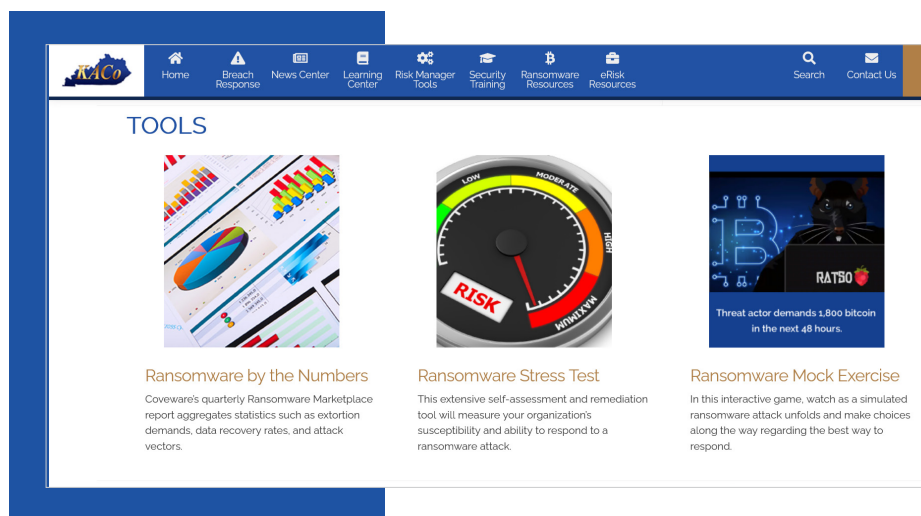 KACo
Home
Breach
Response
News Center
Learning
Center
Risk Manager
Tools
Security
Training
Ransomware
Resources
eRisk
Resources
Search
Contact Us
TOOLS
LOW
MODERATE
HIGH
MAXIMUM
RISK
RATSO
Threat actor demands 1,800 bitcoin
in the next 48 hours.
Ransomware by the Numbers
Coveware's quarterly Ransomware Marketplace
report aggregates statistics such as extortion
demands, data recovery rates, and attack
vectors.
Ransomware Stress Test
This extensive self-assessment and remediation
tool will measure your organization's
susceptibility and ability to respond to a
ransomware attack.
Ransomware Mock Exercise
In this interactive game, watch as a simulated
ransomware attack unfolds and make choices
along the way regarding the best way to
respond.